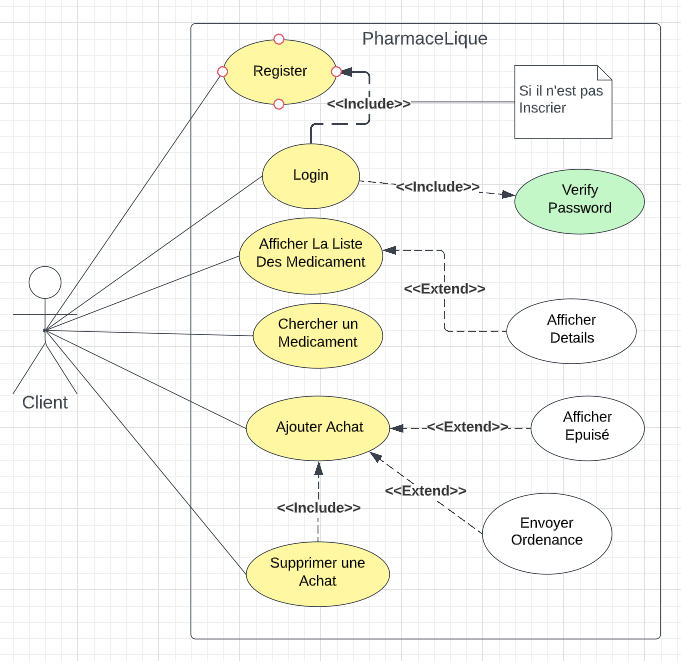 PharmaceLique
Register
<<Include>>
Si il n'est pas
Inscrier
Login
<<Include>>
Verify
Password
Afficher La Liste
Des Medicament
<<Extend>>
Chercher un
Medicament
Afficher
Details
Client
Ajouter Achat
<<Extend>>
Afficher
Epuisé
<<Extend>>
<<Include>>
Envoyer
Ordenance
Supprimer une
Achat